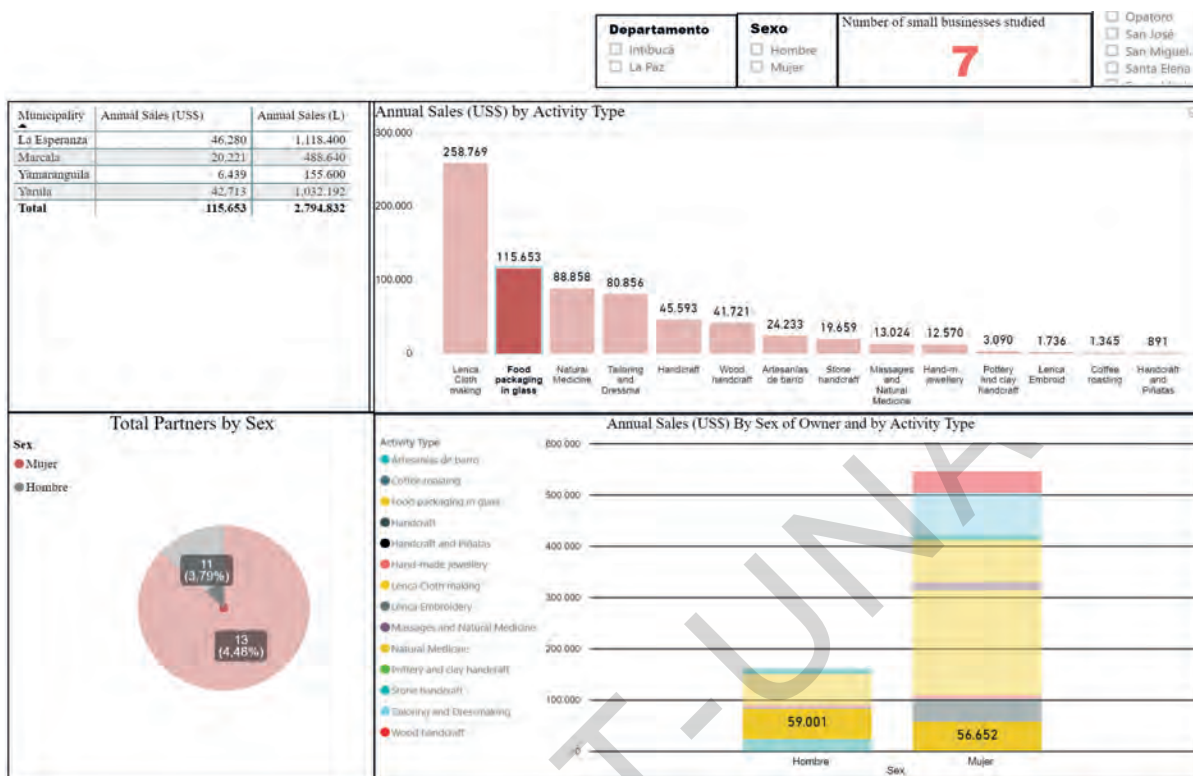 Departamento
Intibucá
La Paz
Sexo
Hombre
Mujer
Number of small businesses studied
7
Opatoro
San José
San Miguel.
Santa Elena
Municipality Annual Sales (US$) Annual Sales (L)
La Esperanza 46.280 1.118.400
Marcala 20.221 488.640
Yamaranguila 6.439 155.600
Yarula 42.713 1.032.192
Total 115.653 2.794.832
Annual Sales (US$) by Activity Type
300.000
200.000
100.000
0
258.769
115.653
88.858
80.856
45.593
41.721
24.233
19.659
13.024
12.570
3.090
1.736
1.345
891
Lenca Cloth making
Food packaging in glass
Natural Medicine
Tailoring and Dressma
Handcraft
Wood handcraft
Artesanías de barro
Stone handcraft
Massages and Natural Medicine
Hand-m. jewellery
Pottery and clay handcraft
Lenca Embroid
Coffee roasting
Handcraft and Piñatas
Total Partners by Sex
Sex
Mujer
Hombre
11
(3,79%)
13
(4,48%)
Annual Sales (US$) By Sex of Owner and by Activity Type
Activity Type
Artesanías de barro
Coffee roasting
Food packaging in glass
Handcraft
Handcraft and Piñatas
Hand-made jewellery
Lenca Cloth making
Lenca Embroidery
Massages and Natural Medicine
Natural Medicine
Pottery and clay handcraft
Stone handcraft
Tailoring and Dressmaking
Wood handcraft
600.000
500.000
400.000
300.000
200.000
100.000
0
59.001
56.652
Hombre
Mujer
Sex
T-UNA